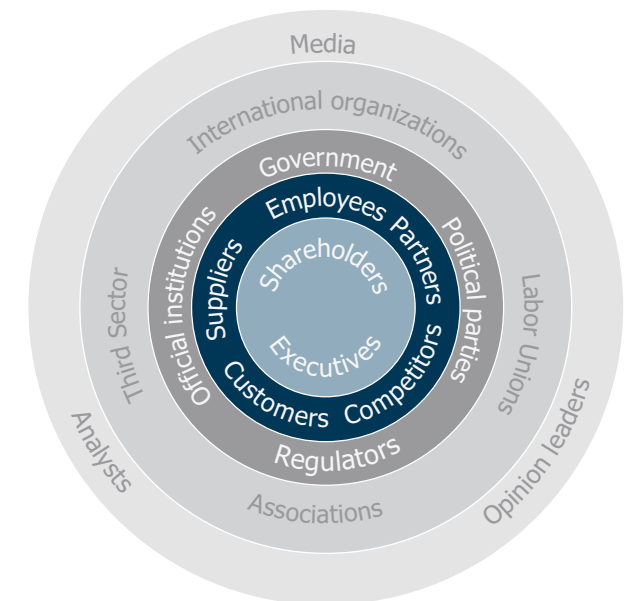 Media
International organizations
Government
Employees
Partners
Shareholders
Suppliers
Official institutions
Political parties
Third Sector
Labor Unions
Executives
Customers
Competitors
Regulators
Analysts
Opinion leaders
Associations